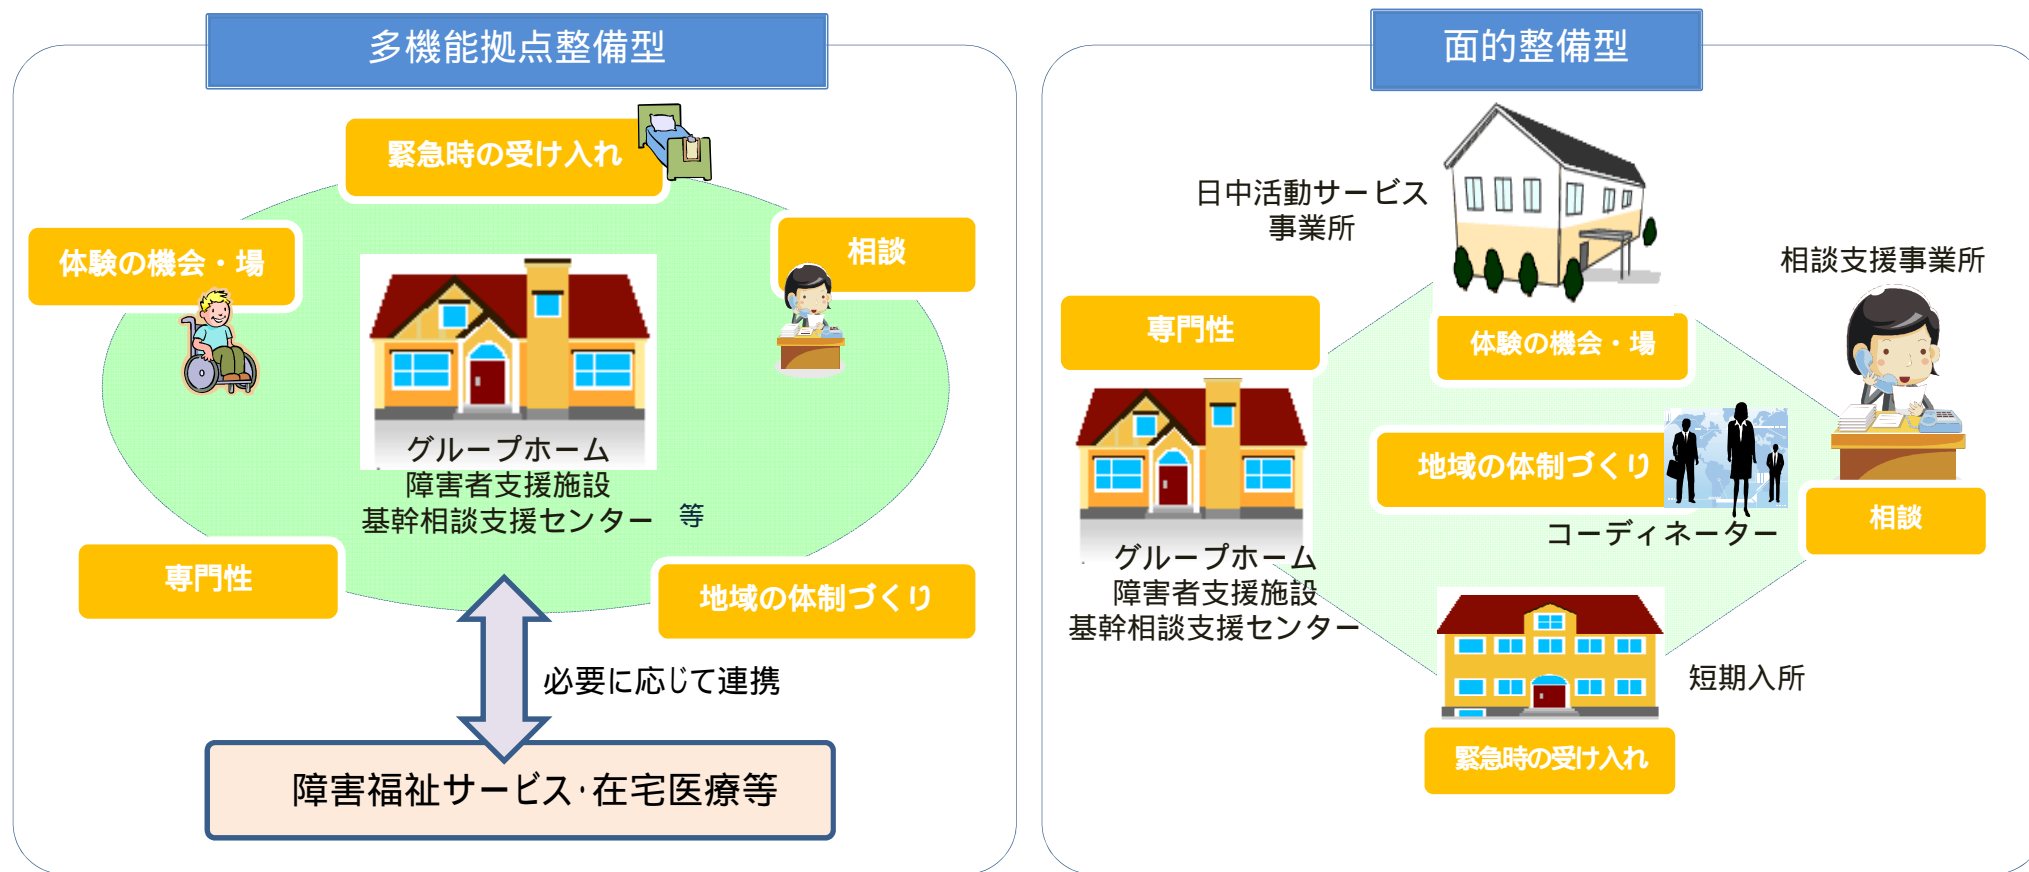 多機能拠点整備型
緊急時の受け入れ
体験の機会・場
相談
グループホーム
障害者支援施設
基幹相談支援センター 等
専門性
地域の体制づくり
必要に応じて連携
障害福祉サービス・在宅医療等
面的整備型
日中活動サービス
事業所
相談支援事業所
専門性
体験の機会・場
地域の体制づくり
コーディネーター
相談
グループホーム
障害者支援施設
基幹相談支援センター
短期入所
緊急時の受け入れ